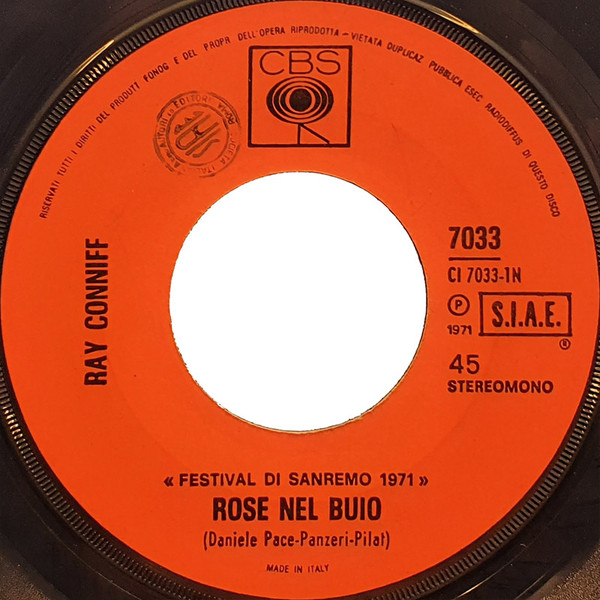 RISERVATI TUTTI I DIRITTI DEL PRODUTT FONOG E DEL PROPR DELL'OPERA RIPRODOTTA - VIETATA DUPLICAZ PUBBLICA ESEC RADIODIFFUS DI QUESTO DISCO
CBS
RAY CONNIFF
7033
CI 7033-1N
P
1971
S.I.A.E.
®
45
STEREOMONO
« FESTIVAL DI SANREMO 1971 »
ROSE NEL BUIO
(Daniele Pace-Panzeri-Pilat)
MADE IN ITALY